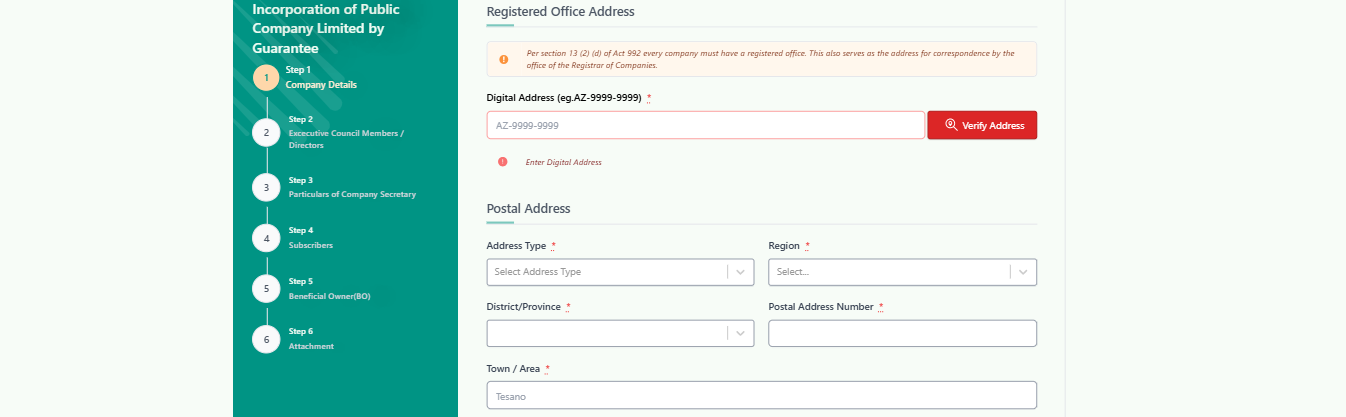 Incorporation of Public
Company Limited by
Guarantee
1
Step 1
Company Details
2
Step 2
Excecutive Council Members /
Directors
3
Step 3
Particulars of Company Secretary
4
Step 4
Subscribers
5
Step 5
Beneficial Owner(BO)
6
Step 6
Attachment
Registered Office Address
Per section 13 (2) (d) of Act 992 every company must have a registered office. This also serves as the address for correspondence by the
office of the Registrar of Companies.
Digital Address (eg.AZ-9999-9999) *
AZ-9999-9999
Verify Address
Enter Digital Address
Postal Address
Address Type *
Region *
Select Address Type
Select...
District/Province *
Postal Address Number *
Town / Area *
Tesano